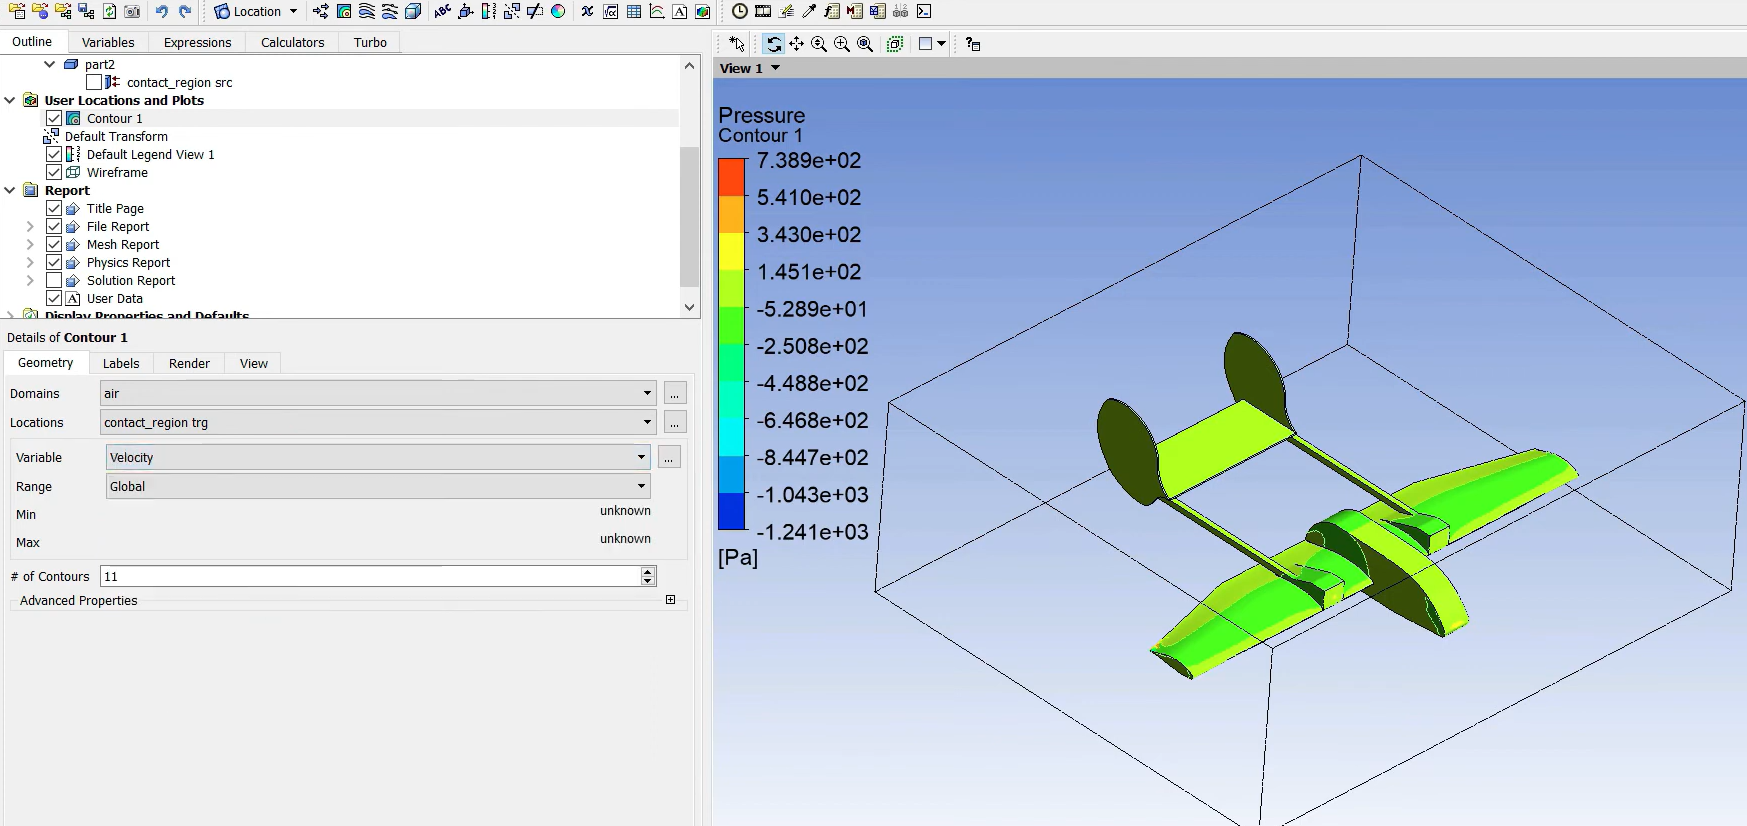 Location
Outline
Variables
Expressions
Calculators
Turbo
part2
contact_region src
User Locations and Plots
Contour 1
Default Transform
Default Legend View 1
Wireframe
Report
Title Page
File Report
Mesh Report
Physics Report
Solution Report
A User Data
Display Properties and Defaults
Details of Contour 1
Geometry
Labels
Render
View
Domains air ...
Locations contact_region trg ...
Variable Velocity ...
Range Global
Min unknown
Max unknown
# of Contours 11
Advanced Properties
View 1
Pressure
Contour 1
7.389e+02
5.410e+02
3.430e+02
1.451e+02
-5.289e+01
-2.508e+02
-4.488e+02
-6.468e+02
-8.447e+02
-1.043e+03
-1.241e+03
[Pa]